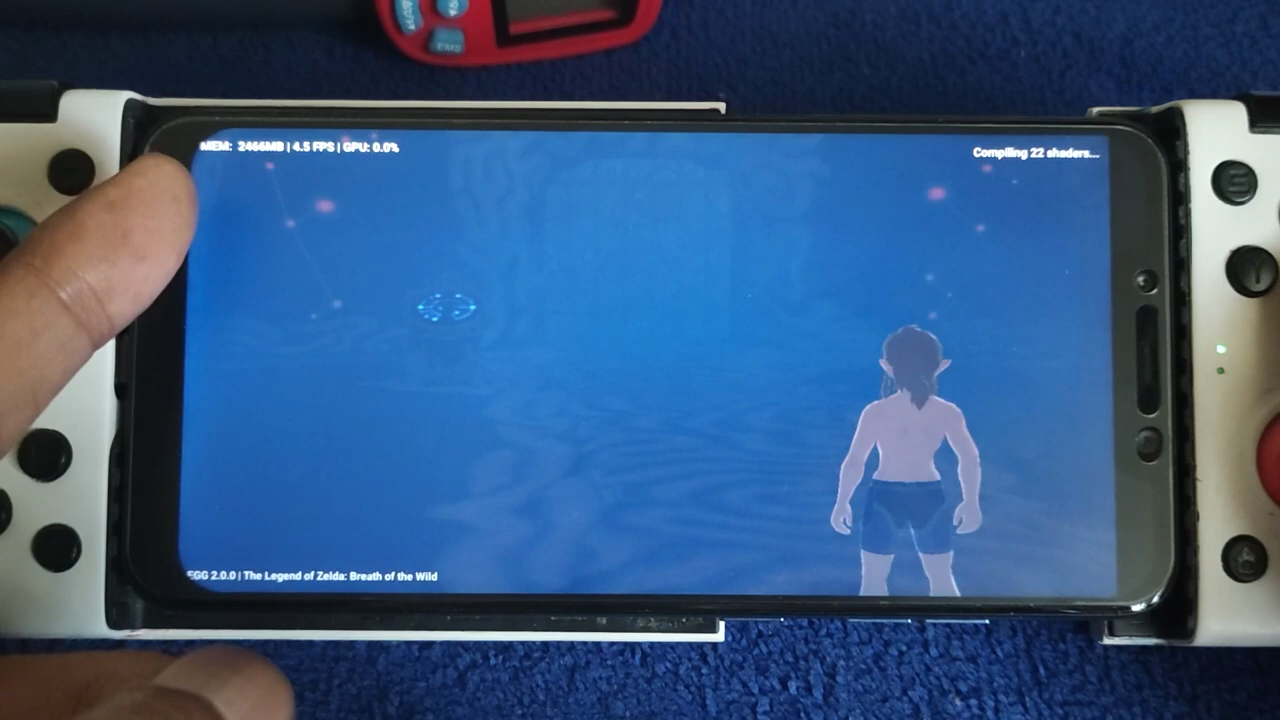 MEM: 2466MB | 4.5 FPS | GPU: 0.0%
Compiling 22 shaders...
EGG 2.0.0 | The Legend of Zelda: Breath of the Wild